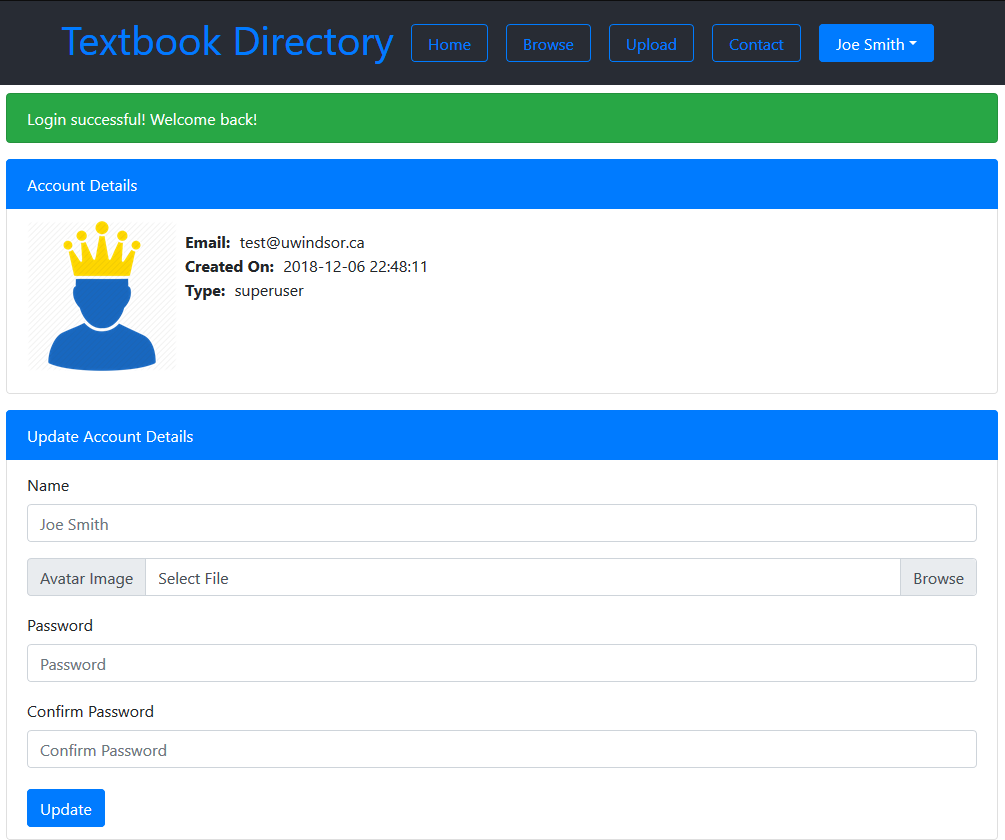 Textbook Directory Home Browse Upload Contact Joe Smith
Login successful! Welcome back!
Account Details
Email: test@uwindsor.ca
Created On: 2018-12-06 22:48:11
Type: superuser
Update Account Details
Name
Joe Smith
Avatar Image Select File Browse
Password
Password
Confirm Password
Confirm Password
Update